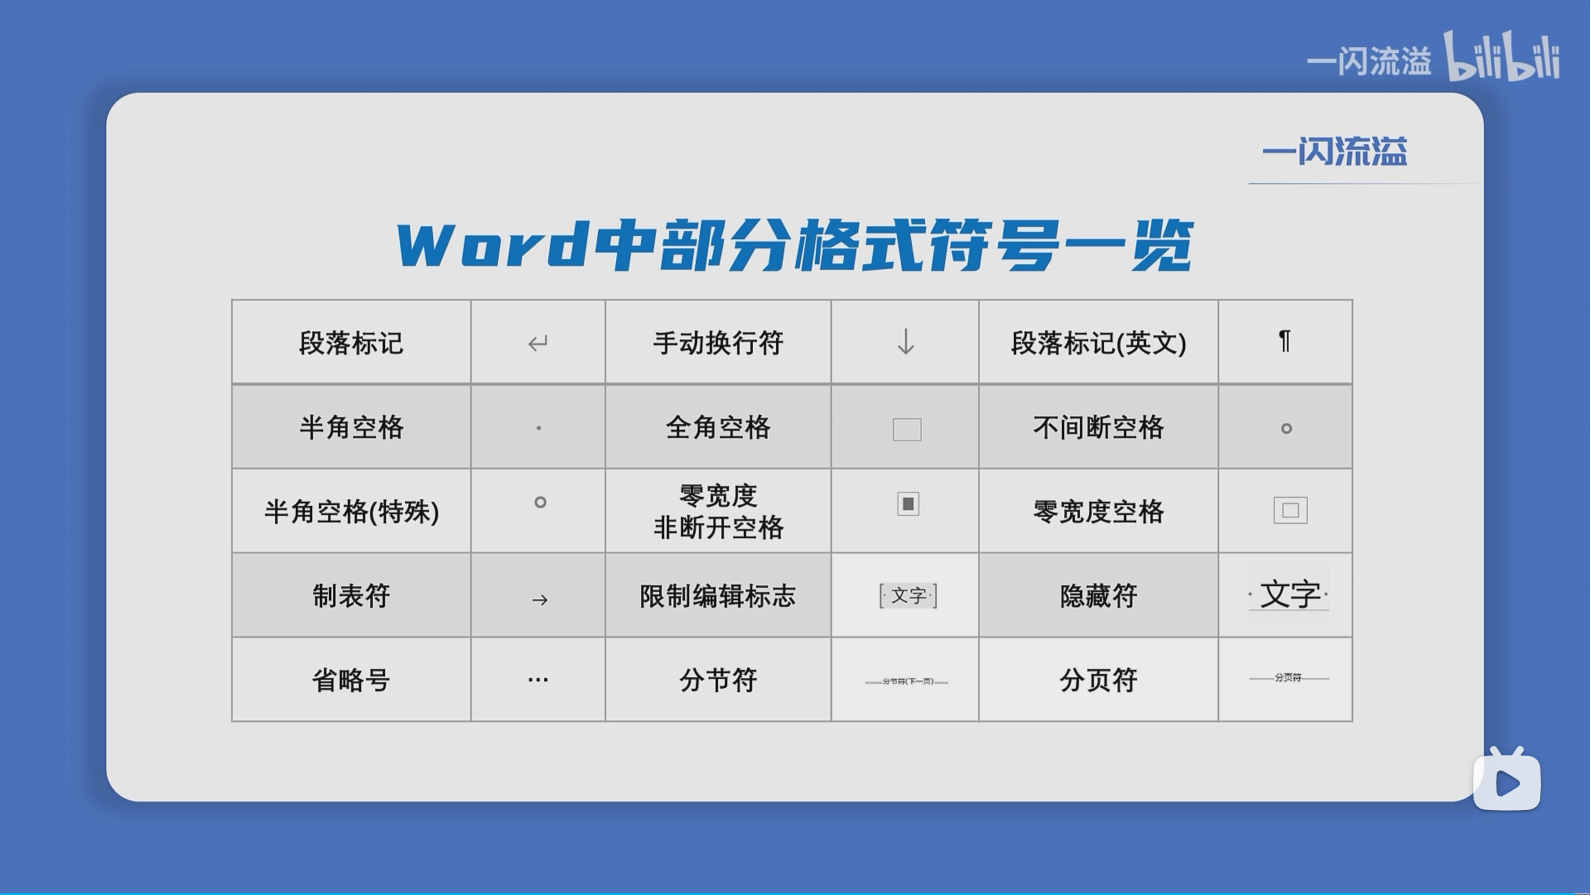 一闪流溢 bilibili
一闪流溢
Word中部分格式符号一览
段落标记 ↵ 手动换行符 ↓ 段落标记(英文) ¶
半角空格 · 全角空格 □ 不间断空格 °
半角空格(特殊) ° 零宽度
非断开空格 ▣ 零宽度空格 回
制表符 → 限制编辑标志 [·文字·] 隐藏符 ·文字·
省略号 … 分节符 分节符(下一页) 分页符 分页符